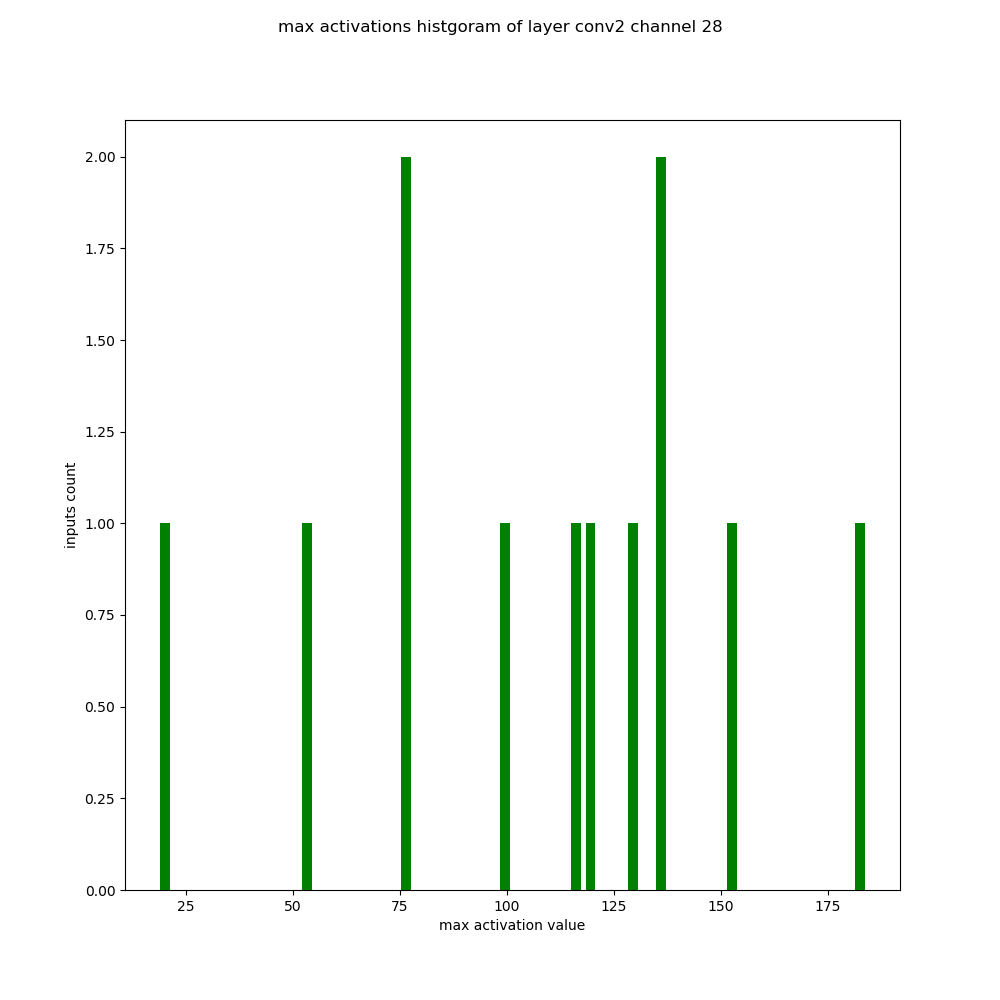 max activations histgoram of layer conv2 channel 28
2.00
1.75
1.50
1.25
1.00
0.75
0.50
0.25
0.00
inputs count
25 50 75 100 125 150 175
max activation value